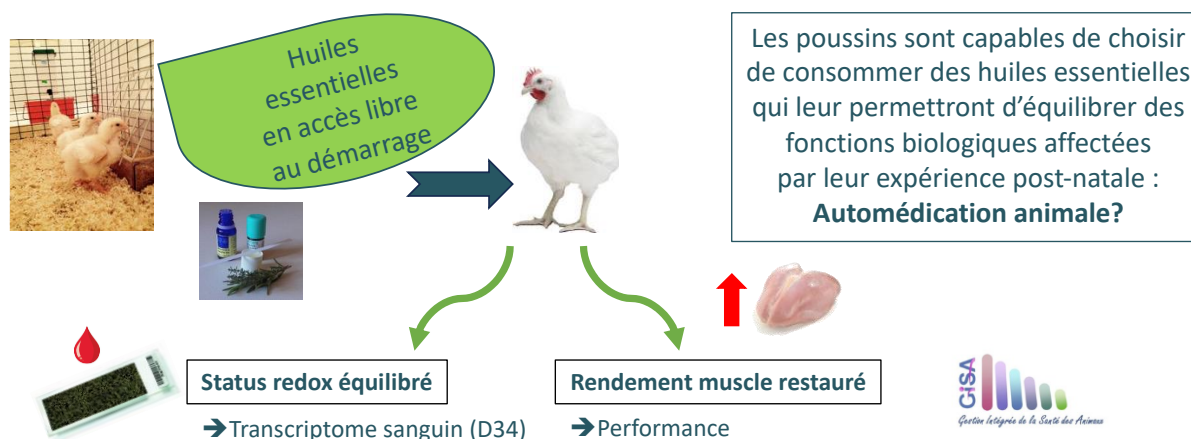 Huiles
essentielles
en accès libre
au démarrage
Les poussins sont capables de choisir
de consommer des huiles essentielles
qui leur permettront d’équilibrer des
fonctions biologiques affectées
par leur expérience post-natale :
Automédication animale?
Status redox équilibré
➔Transcriptome sanguin (D34)
Rendement muscle restauré
➔Performance
GISA
Gestion Intégrée de la Santé des Animaux